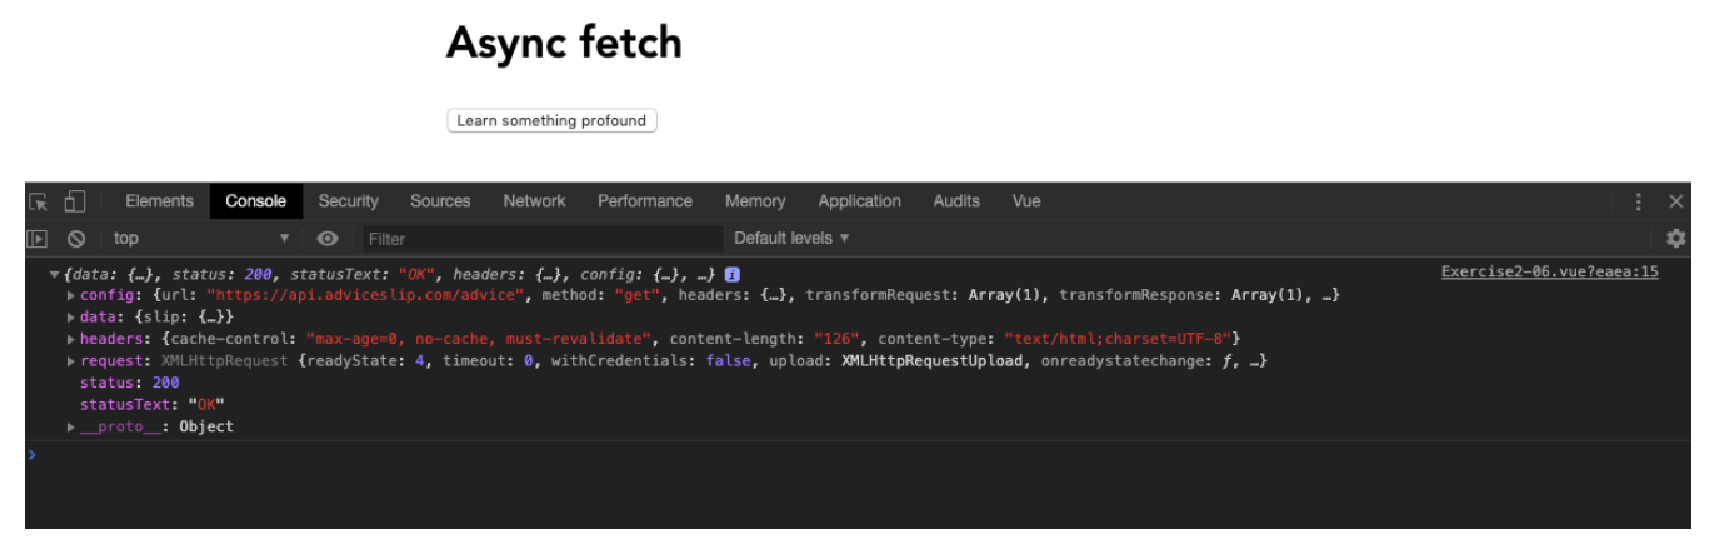 Async fetch
Learn something profound
Elements Console Security Sources Network Performance Memory Application Audits Vue
top Filter Default levels
{data: {…}, status: 200, statusText: "OK", headers: {…}, config: {…}, …} i Exercise2-06.vue?eaea:15
config: {url: "https://api.adviceslip.com/advice", method: "get", headers: {…}, transformRequest: Array(1), transformResponse: Array(1), …}
data: {slip: {…}}
headers: {cache-control: "max-age=0, no-cache, must-revalidate", content-length: "126", content-type: "text/html;charset=UTF-8"}
request: XMLHttpRequest {readyState: 4, timeout: 0, withCredentials: false, upload: XMLHttpRequestUpload, onreadystatechange: ƒ, …}
status: 200
statusText: "OK"
__proto__: Object